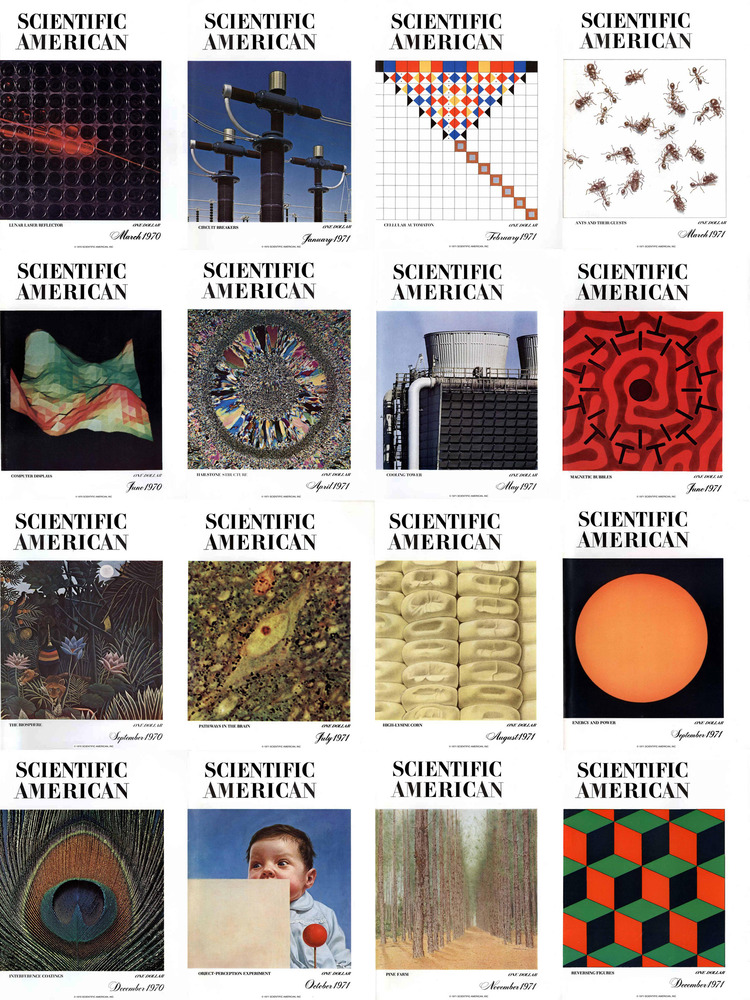 SCIENTIFIC
AMERICAN
LUNAR LASER REFLECTOR ONE DOLLAR
March 1970
SCIENTIFIC
AMERICAN
CIRCUIT BREAKERS ONE DOLLAR
January 1971
SCIENTIFIC
AMERICAN
CELLULAR AUTOMATON ONE DOLLAR
February 1971
SCIENTIFIC
AMERICAN
ANTS AND THEIR GUESTS ONE DOLLAR
March 1971
SCIENTIFIC
AMERICAN
COMPUTER DISPLAYS ONE DOLLAR
June 1970
SCIENTIFIC
AMERICAN
HAILSTONE STRUCTURE ONE DOLLAR
April 1971
SCIENTIFIC
AMERICAN
COOLING TOWER ONE DOLLAR
May 1971
SCIENTIFIC
AMERICAN
MAGNETIC BUBBLES ONE DOLLAR
June 1971
SCIENTIFIC
AMERICAN
THE BIOSPHERE ONE DOLLAR
September 1970
SCIENTIFIC
AMERICAN
PATHWAYS IN THE BRAIN ONE DOLLAR
July 1971
SCIENTIFIC
AMERICAN
HIGH-LYSINE CORN ONE DOLLAR
August 1971
SCIENTIFIC
AMERICAN
ENERGY AND POWER ONE DOLLAR
September 1971
SCIENTIFIC
AMERICAN
INTERFERENCE COATINGS ONE DOLLAR
December 1970
SCIENTIFIC
AMERICAN
OBJECT-PERCEPTION EXPERIMENT ONE DOLLAR
October 1971
SCIENTIFIC
AMERICAN
PINE FARM ONE DOLLAR
November 1971
SCIENTIFIC
AMERICAN
REVERSING FIGURES ONE DOLLAR
December 1971